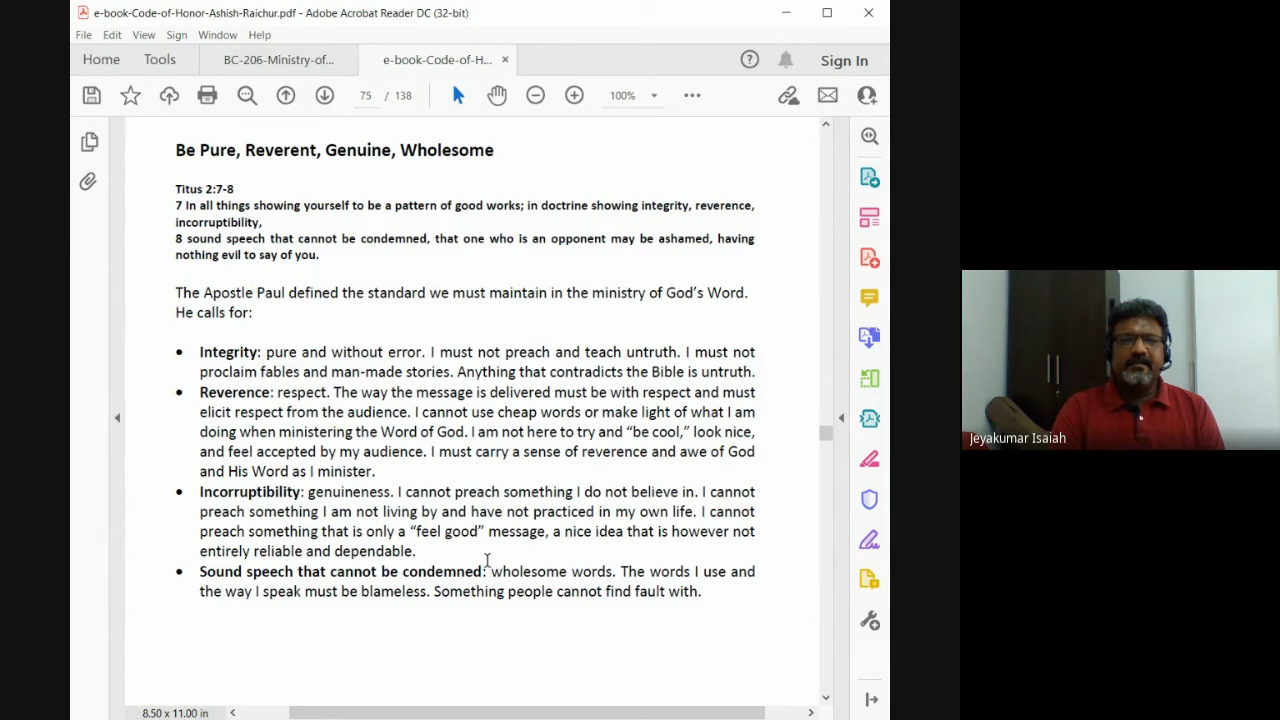 e-book-Code-of-Honor-Ashish-Raichur.pdf - Adobe Acrobat Reader DC (32-bit)
File Edit View Sign Window Help
Home Tools BC-206-Ministry-of... e-book-Code-of-H... × Sign In
75 / 138 100%
Be Pure, Reverent, Genuine, Wholesome
Titus 2:7-8
7 In all things showing yourself to be a pattern of good works; in doctrine showing integrity, reverence,
incorruptibility,
8 sound speech that cannot be condemned, that one who is an opponent may be ashamed, having
nothing evil to say of you.
The Apostle Paul defined the standard we must maintain in the ministry of God's Word.
He calls for:
• Integrity: pure and without error. I must not preach and teach untruth. I must not
proclaim fables and man-made stories. Anything that contradicts the Bible is untruth.
• Reverence: respect. The way the message is delivered must be with respect and must
elicit respect from the audience. I cannot use cheap words or make light of what I am
doing when ministering the Word of God. I am not here to try and “be cool,” look nice,
and feel accepted by my audience. I must carry a sense of reverence and awe of God
and His Word as I minister.
• Incorruptibility: genuineness. I cannot preach something I do not believe in. I cannot
preach something I am not living by and have not practiced in my own life. I cannot
preach something that is only a “feel good” message, a nice idea that is however not
entirely reliable and dependable.
• Sound speech that cannot be condemned: wholesome words. The words I use and
the way I speak must be blameless. Something people cannot find fault with.
8.50 x 11.00 in
Jeyakumar Isaiah